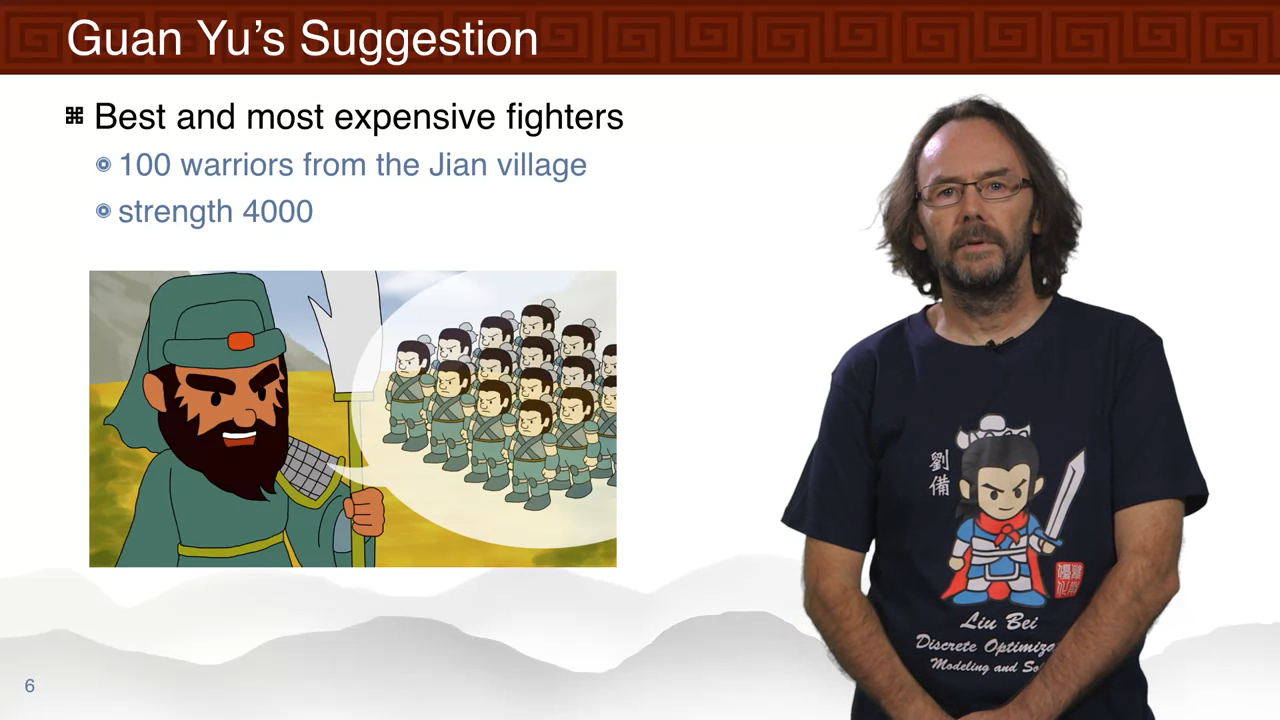 Guan Yu’s Suggestion
Best and most expensive fighters
100 warriors from the Jian village
strength 4000
劉備
Liu Bei
Discrete Optimiza
Modeling and So
6